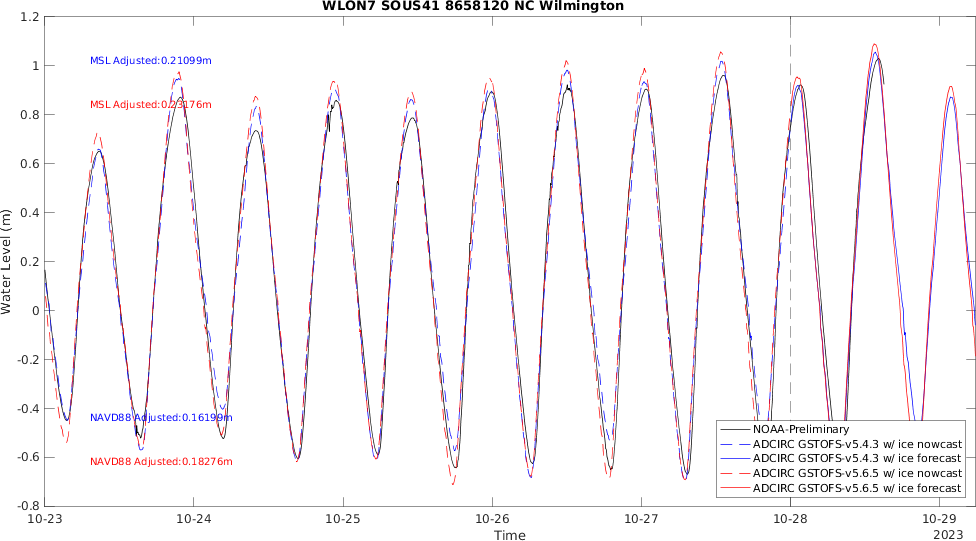 WLON7 SOUS41 8658120 NC Wilmington
1.2
1
0.8
0.6
0.4
0.2
0
-0.2
-0.4
-0.6
-0.8
Water Level (m)
MSL Adjusted:0.21099m
MSL Adjusted:0.23176m
NAVD88 Adjusted:0.16199m
NAVD88 Adjusted:0.18276m
NOAA-Preliminary
ADCIRC GSTOFS-v5.4.3 w/ ice nowcast
ADCIRC GSTOFS-v5.4.3 w/ ice forecast
ADCIRC GSTOFS-v5.6.5 w/ ice nowcast
ADCIRC GSTOFS-v5.6.5 w/ ice forecast
10-23 10-24 10-25 10-26 10-27 10-28 10-29
Time
2023